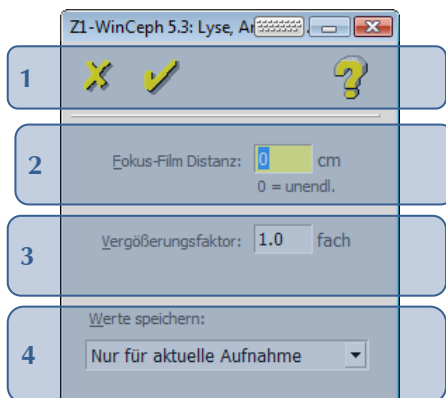 Z1-WinCeph 5.3: Lyse,
1
2
Fokus-Film Distanz: 0 cm
0 = unendl.
3
Vergößerungsfaktor: 1.0 fach
Werte speichern:
4
Nur für aktuelle Aufnahme